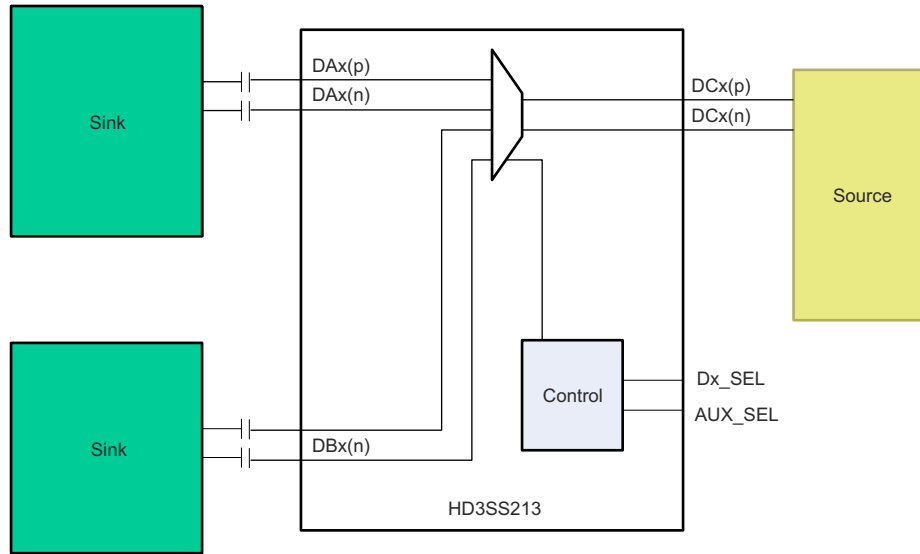 DAx(p)
DAx(n)
Sink
DCx(p)
DCx(n)
Source
Sink
DBx(n)
Control
Dx_SEL
AUX_SEL
HD3SS213